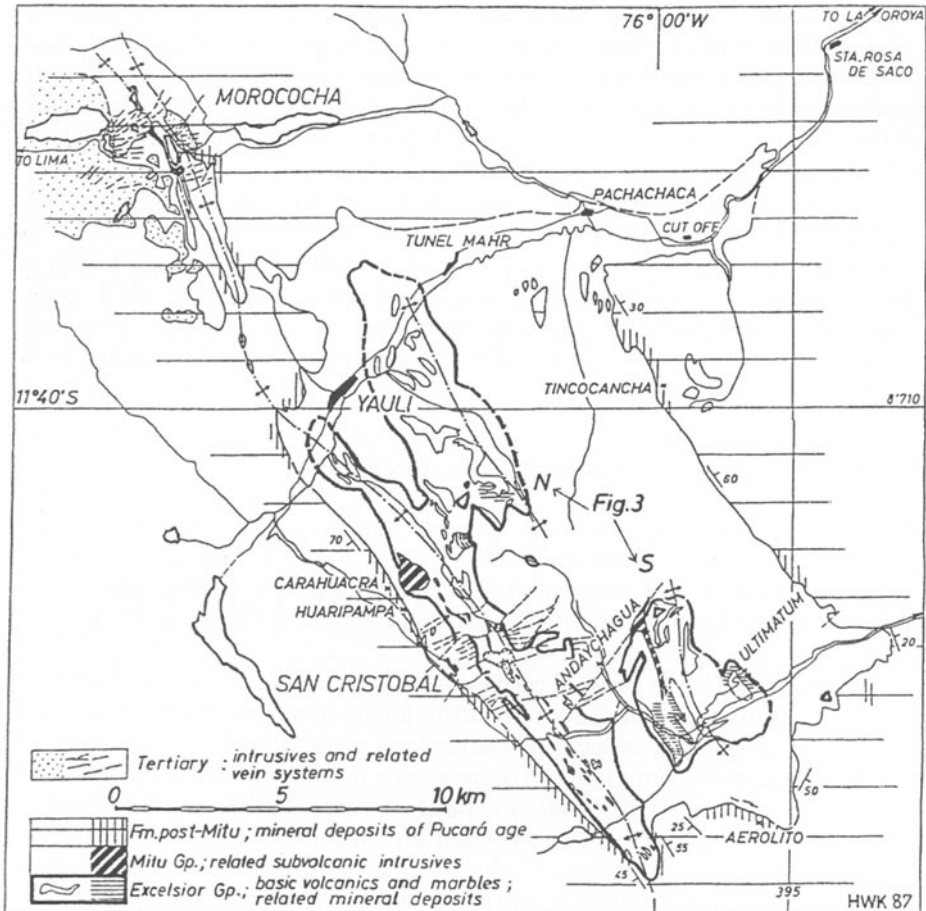 76° 00'W
TO LA OROYA
STA. ROSA
DE SACO
MOROCOCHA
TO LIMA
PACHACHACA
CUT OFF
TUNEL MAHR
30
TINCOCANCHA
11°40'S
8'710
YAULI
60
N
Fig.3
S
70
CARAHUACRA
HUARIPAMPA
ANDAYCHAGUA
ULTIMATUM
20
SAN CRISTOBAL
Tertiary : intrusives and related
vein systems
0 5 10 km
50
Fm. post-Mitu ; mineral deposits of Pucará age
25
AEROLITO
55
Mitu Gp.; related subvolcanic intrusives
45
Excelsior Gp.; basic volcanics and marbles ;
related mineral deposits
395
HWK 87